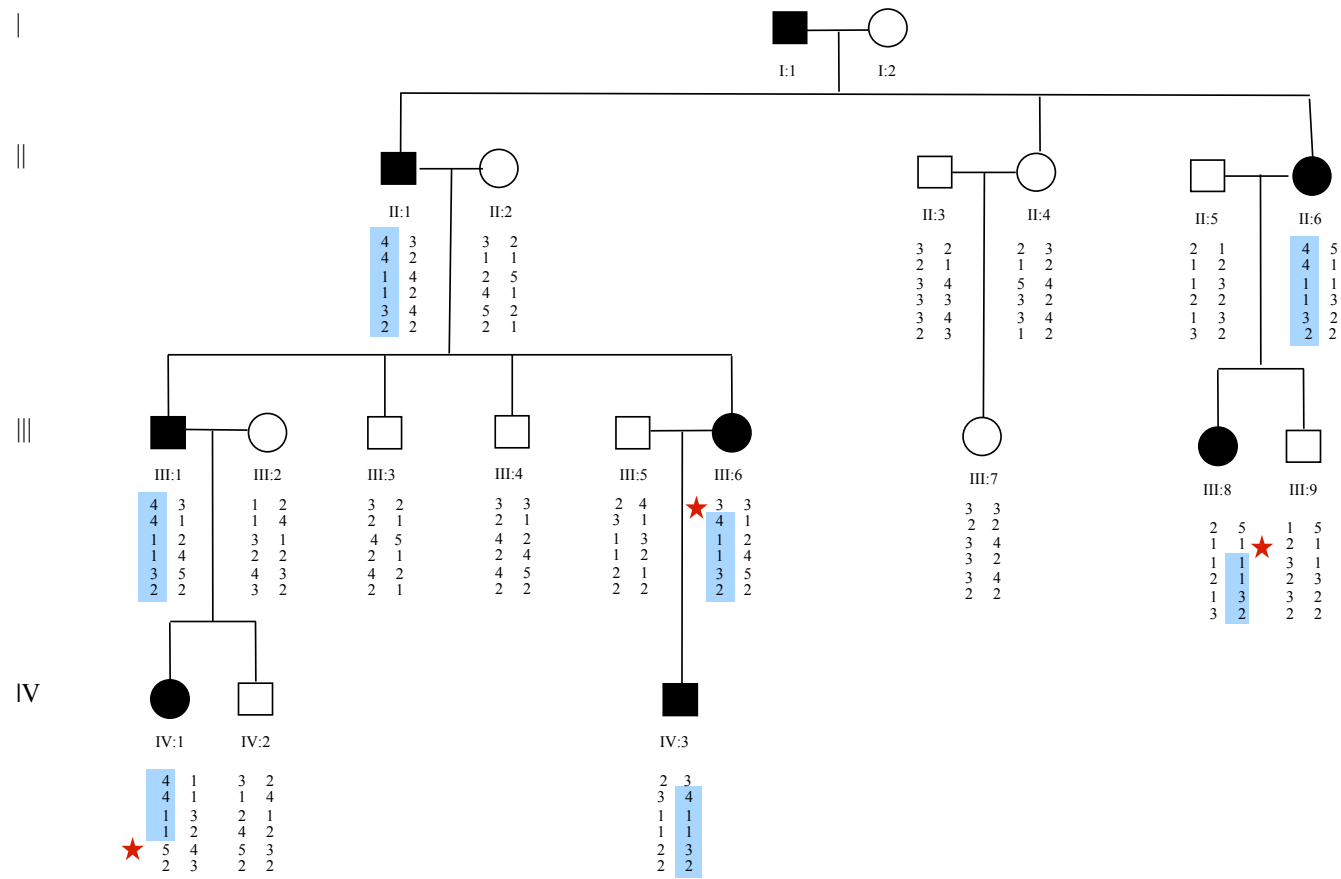 I
I:1 I:2
II
II:1 II:2 II:3 II:4 II:5 II:6
4 3 3 2 3 2 2 3 2 1 4 5
4 2 1 1 2 1 1 2 1 2 4 1
1 4 2 5 3 4 5 4 1 3 1 1
1 2 4 1 3 3 3 2 2 2 1 3
3 4 5 2 3 4 3 4 1 3 3 2
2 2 2 1 2 3 1 2 3 2 2 2
III
III:1 III:2 III:3 III:4 III:5 III:6 III:7 III:8 III:9
4 3 1 2 3 2 3 3 2 4 3 3 3 3 2 5 1 5
4 1 1 4 2 1 2 1 3 1 4 1 2 2 1 1 2 1
1 2 3 1 4 5 4 2 1 3 1 2 3 4 1 1 3 1
1 4 2 2 2 1 2 4 1 2 1 4 3 2 2 1 2 3
3 5 4 3 4 2 4 5 2 1 3 5 3 4 1 3 3 2
2 2 3 2 2 1 2 2 2 2 2 2 2 2 3 2 2 2
IV
IV:1 IV:2 IV:3
4 1 3 2 2 3
4 1 1 4 3 4
1 3 2 1 1 1
1 2 4 2 1 1
5 4 5 3 2 3
2 3 2 2 2 2